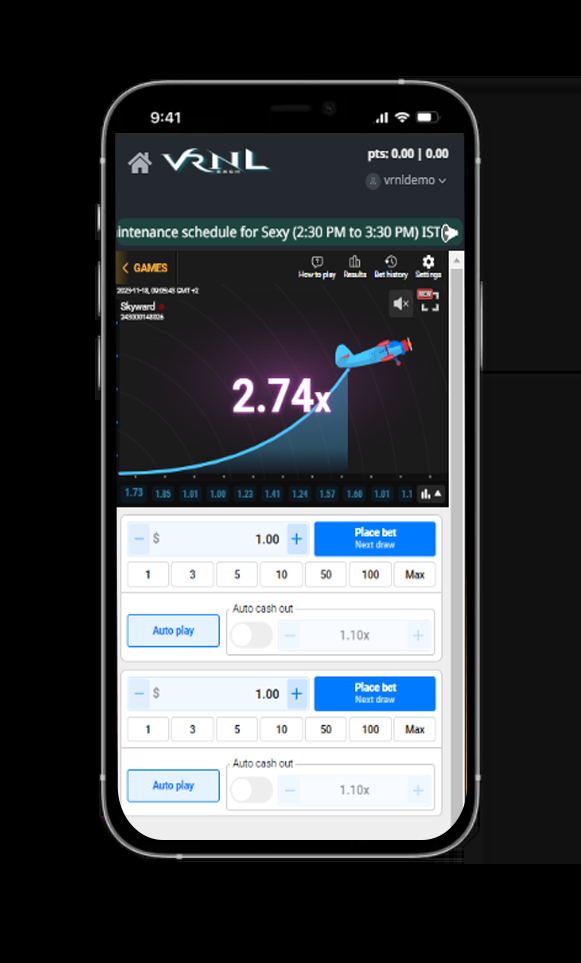 9:41
VRNL
EXCH
pts: 0.00 | 0.00
vrnldemo
intenance schedule for Sexy (2:30 PM to 3:30 PM) IST
GAMES
How to play Results Bet history Settings
2023-11-18, 09:05:43 GMT +2
NEW
Skyward
243000148026
2.74x
1.73 1.85 1.01 1.00 1.23 1.41 1.24 1.57 1.60 1.01 1.1
− $ 1.00 +
Place bet
Next draw
1 3 5 10 50 100 Max
Auto cash out
Auto play
− 1.10x +
− $ 1.00 +
Place bet
Next draw
1 3 5 10 50 100 Max
Auto cash out
Auto play
− 1.10x +